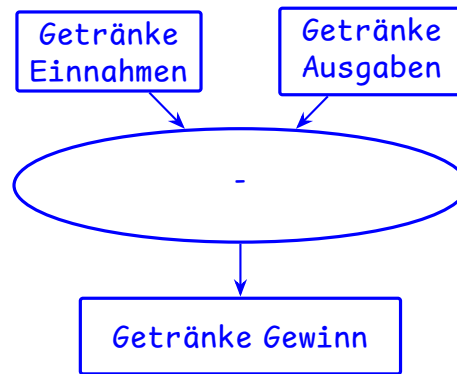 Getränke
Einnahmen
Getränke
Ausgaben
-
Getränke Gewinn